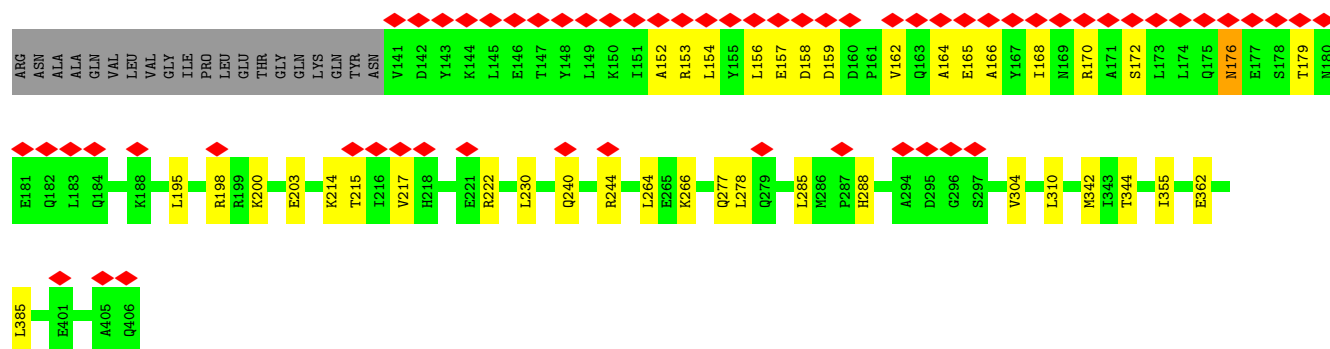 ARG ASN ALA ALA GLN VAL LEU VAL GLY ILE PRO LEU GLU THR GLY GLN LYS GLN TYR ASN V141 D142 Y143 K144 L145 E146 T147 Y148 L149 K150 I151 A152 R153 L154 Y155 L156 E157 D158 D159 D160 P161 V162 Q163 A164 E165 A166 Y167 I168 N169 R170 A171 S172 L173 L174 Q175 N176 E177 S178 T179 N180
E181 Q182 L183 Q184 K188 L195 R198 R199 K200 E203 K214 T215 I216 V217 H218 E221 R222 L230 Q240 R244 L264 E265 K266 Q277 L278 Q279 L285 M286 P287 H288 A294 D295 G296 S297 V304 L310 M342 I343 T344 I355 E362
L385 E401 A405 Q406